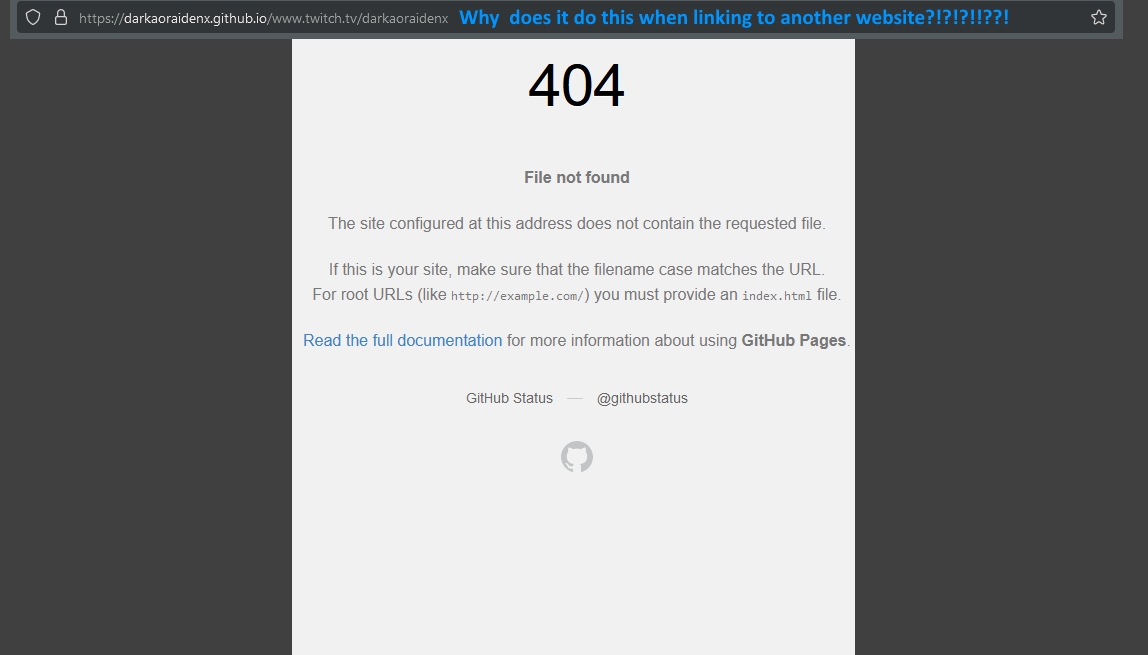 https://darkaoraidenx.github.io/www.twitch.tv/darkaoraidenx Why does it do this when linking to another website?!?!?!!??!
404
File not found
The site configured at this address does not contain the requested file.
If this is your site, make sure that the filename case matches the URL.
For root URLs (like http://example.com/) you must provide an index.html file.
Read the full documentation for more information about using GitHub Pages.
GitHub Status — @githubstatus